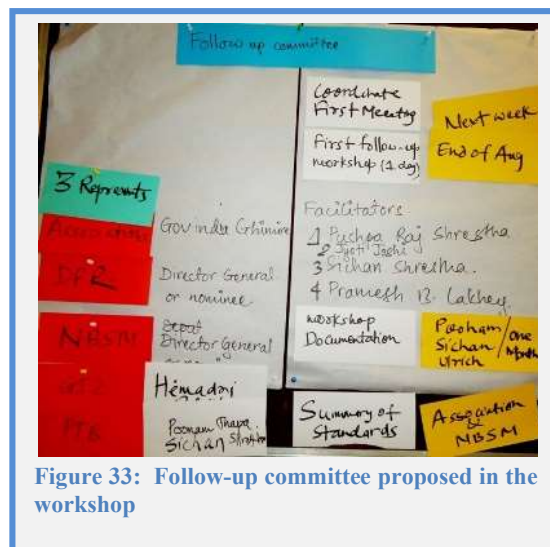 Follow up committee
Coordinate
First Meeting
Next week
First follow-up
workshop (1 day)
End of Aug
3 Represents
Facilitators
1 Pushpa Raj Shrestha
2 Jyoti Joshi
3 Sichan Shrestha.
4 Pramesh B. Lakhey
Association
Govinda Ghimire
DFR
Director General
or nominee
NBSM
Director General
workshop
Documentation
Poonam /
Sichan
Ulrich
one
Month
GTZ
Hemadri
PTB
Poonam Thapa
Sichan
Summary of
Standards
Association
& NBSM
Figure 33: Follow-up committee proposed in the
workshop